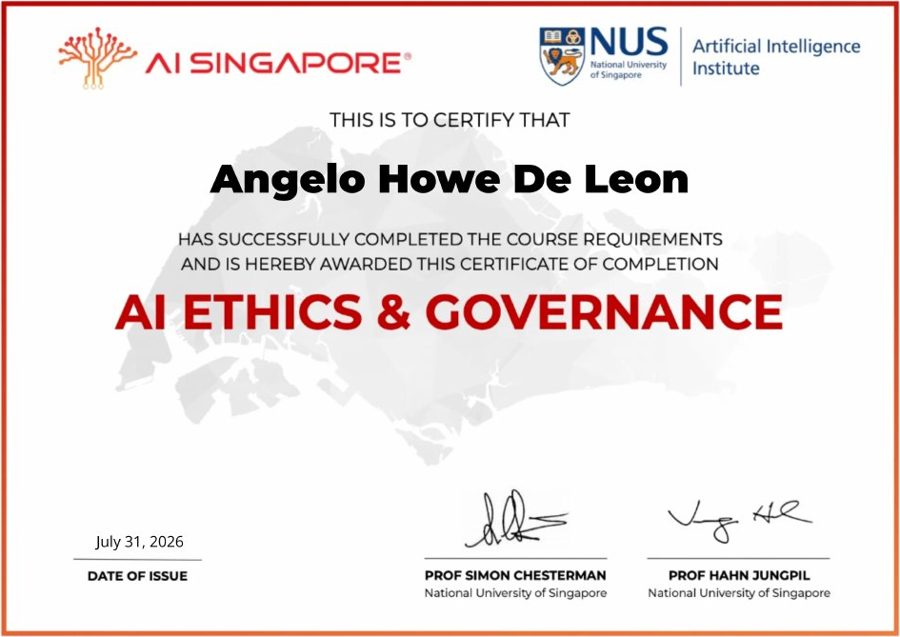 AI SINGAPORE®
NUS
National University
of Singapore
Artificial Intelligence
Institute
THIS IS TO CERTIFY THAT
Angelo Howe De Leon
HAS SUCCESSFULLY COMPLETED THE COURSE REQUIREMENTS
AND IS HEREBY AWARDED THIS CERTIFICATE OF COMPLETION
AI ETHICS & GOVERNANCE
July 31, 2026
DATE OF ISSUE
PROF SIMON CHESTERMAN
National University of Singapore
PROF HAHN JUNGPIL
National University of Singapore